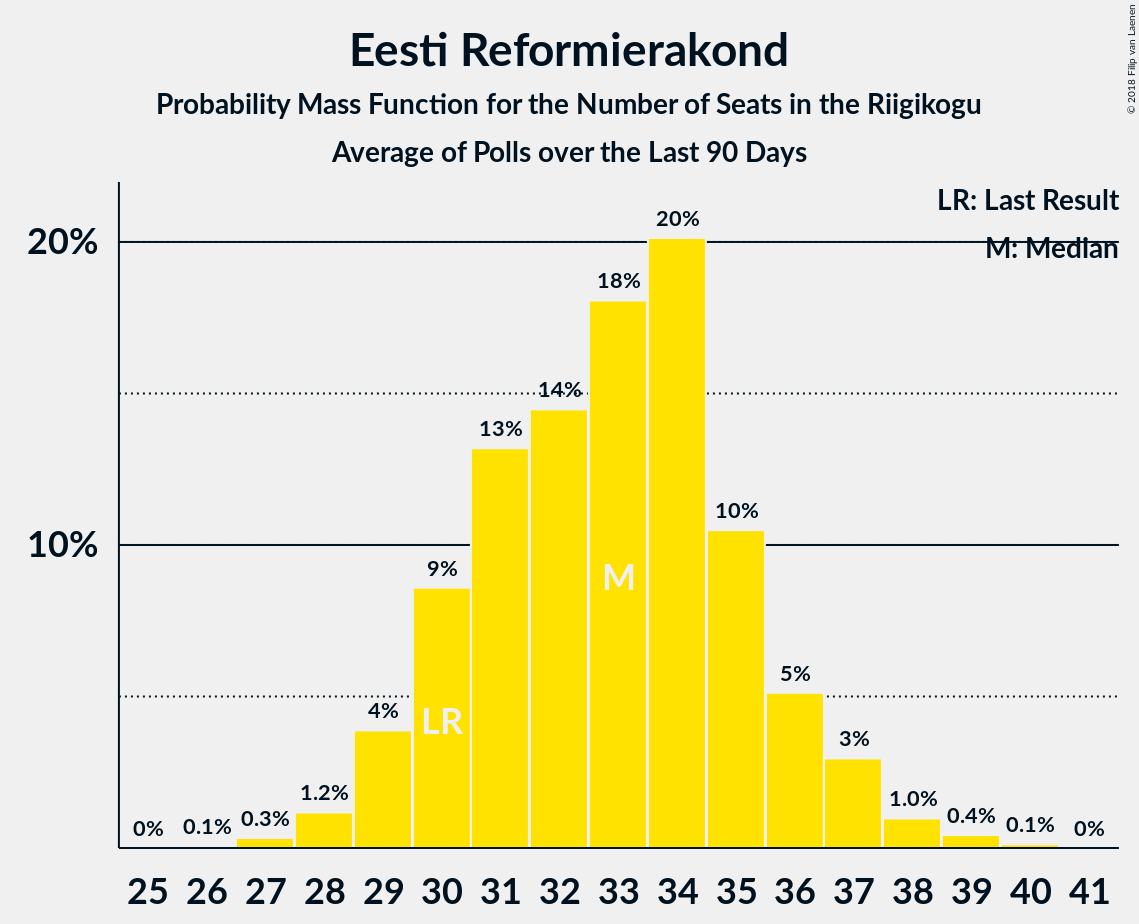 Eesti Reformierakond
Probability Mass Function for the Number of Seats in the Riigikogu
Average of Polls over the Last 90 Days
© 2018 Filip van Laenen
LR: Last Result
M: Median
20%
10%
0%
0.1%
0.3%
1.2%
4%
9%
13%
14%
18%
20%
10%
5%
3%
1.0%
0.4%
0.1%
0%
LR
M
25 26 27 28 29 30 31 32 33 34 35 36 37 38 39 40 41